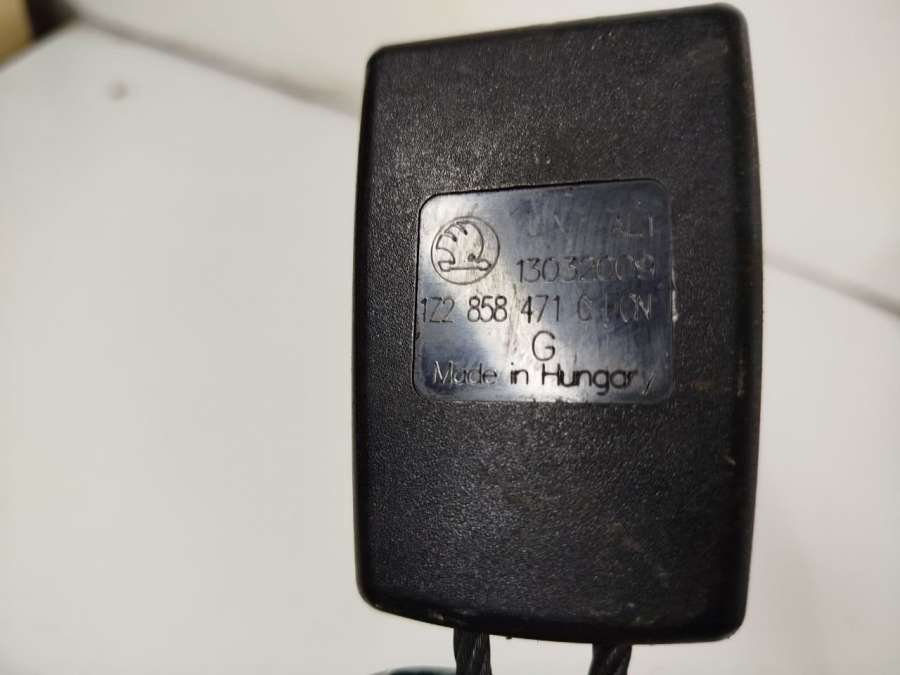 13032009
1Z2 858 471
G
Made in Hungary